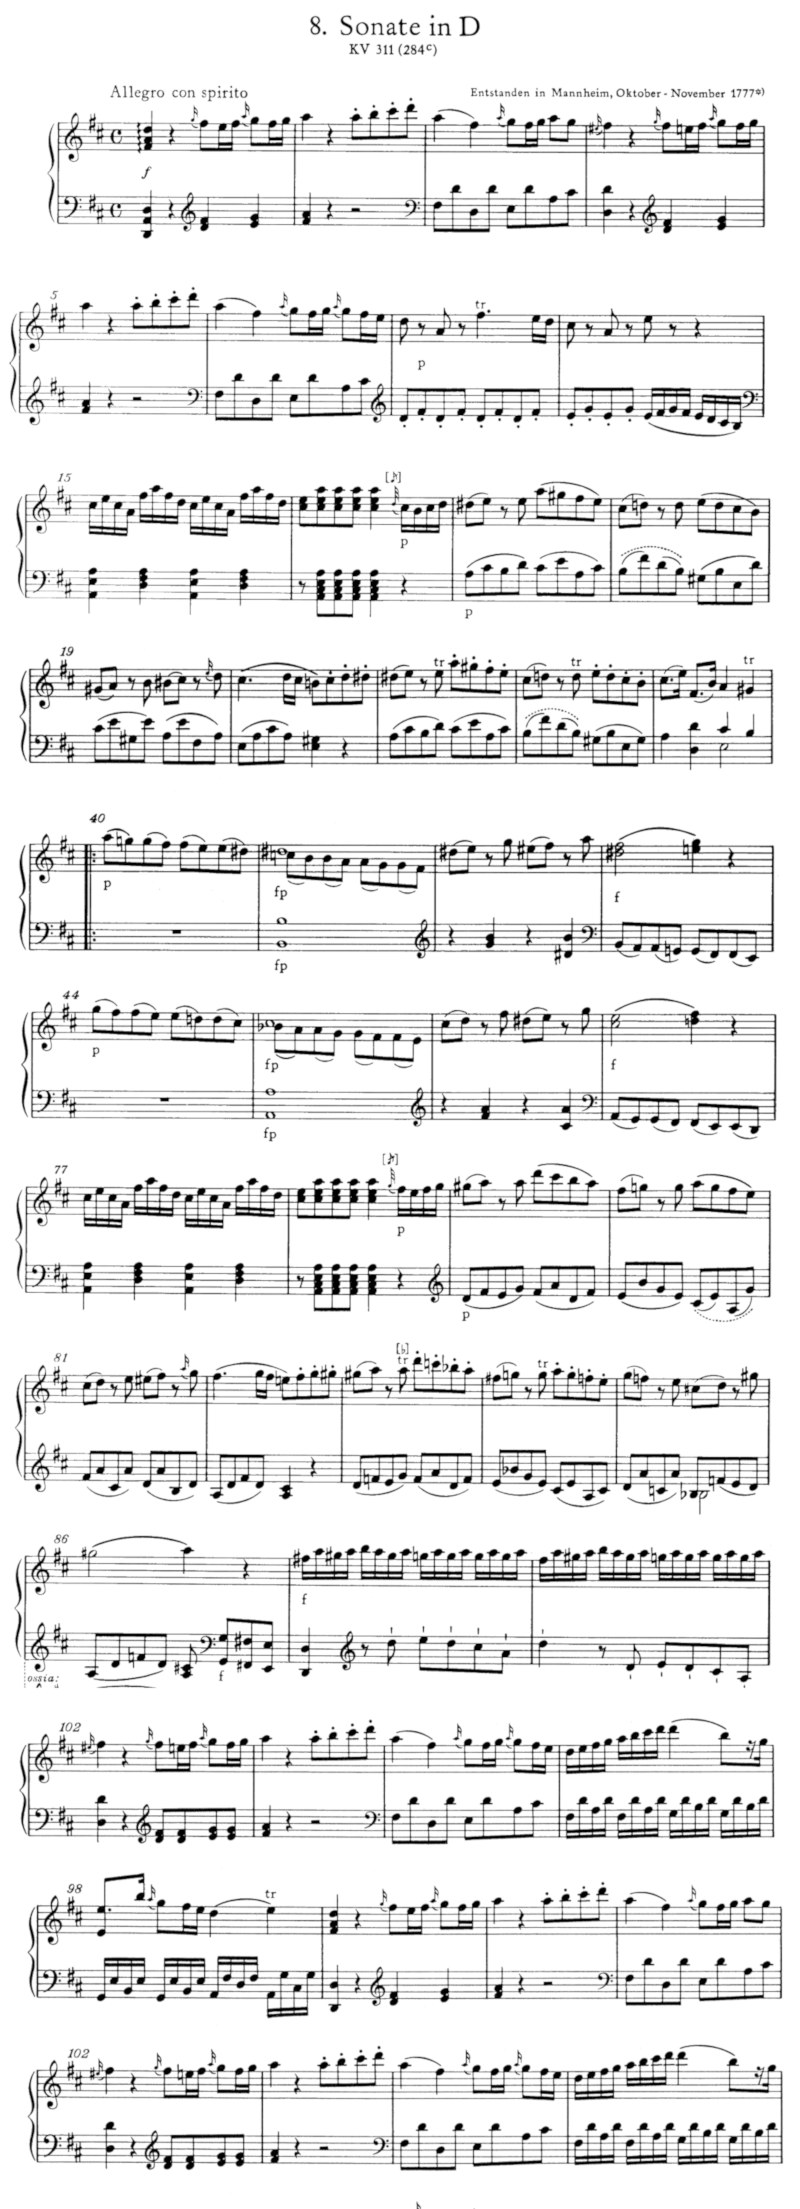 8. Sonate in D
KV 311 (284c)
Allegro con spirito
Entstanden in Mannheim, Oktober - November 1777a)
f
5
tr.
p
15
[♪]
p
p
19
tr
tr
tr
40
p
fp
f
fp
44
p
fp
f
fp
77
[♪]
p
p
81
[b]
tr
tr
86
f
f
ossia:
102
98
tr
102